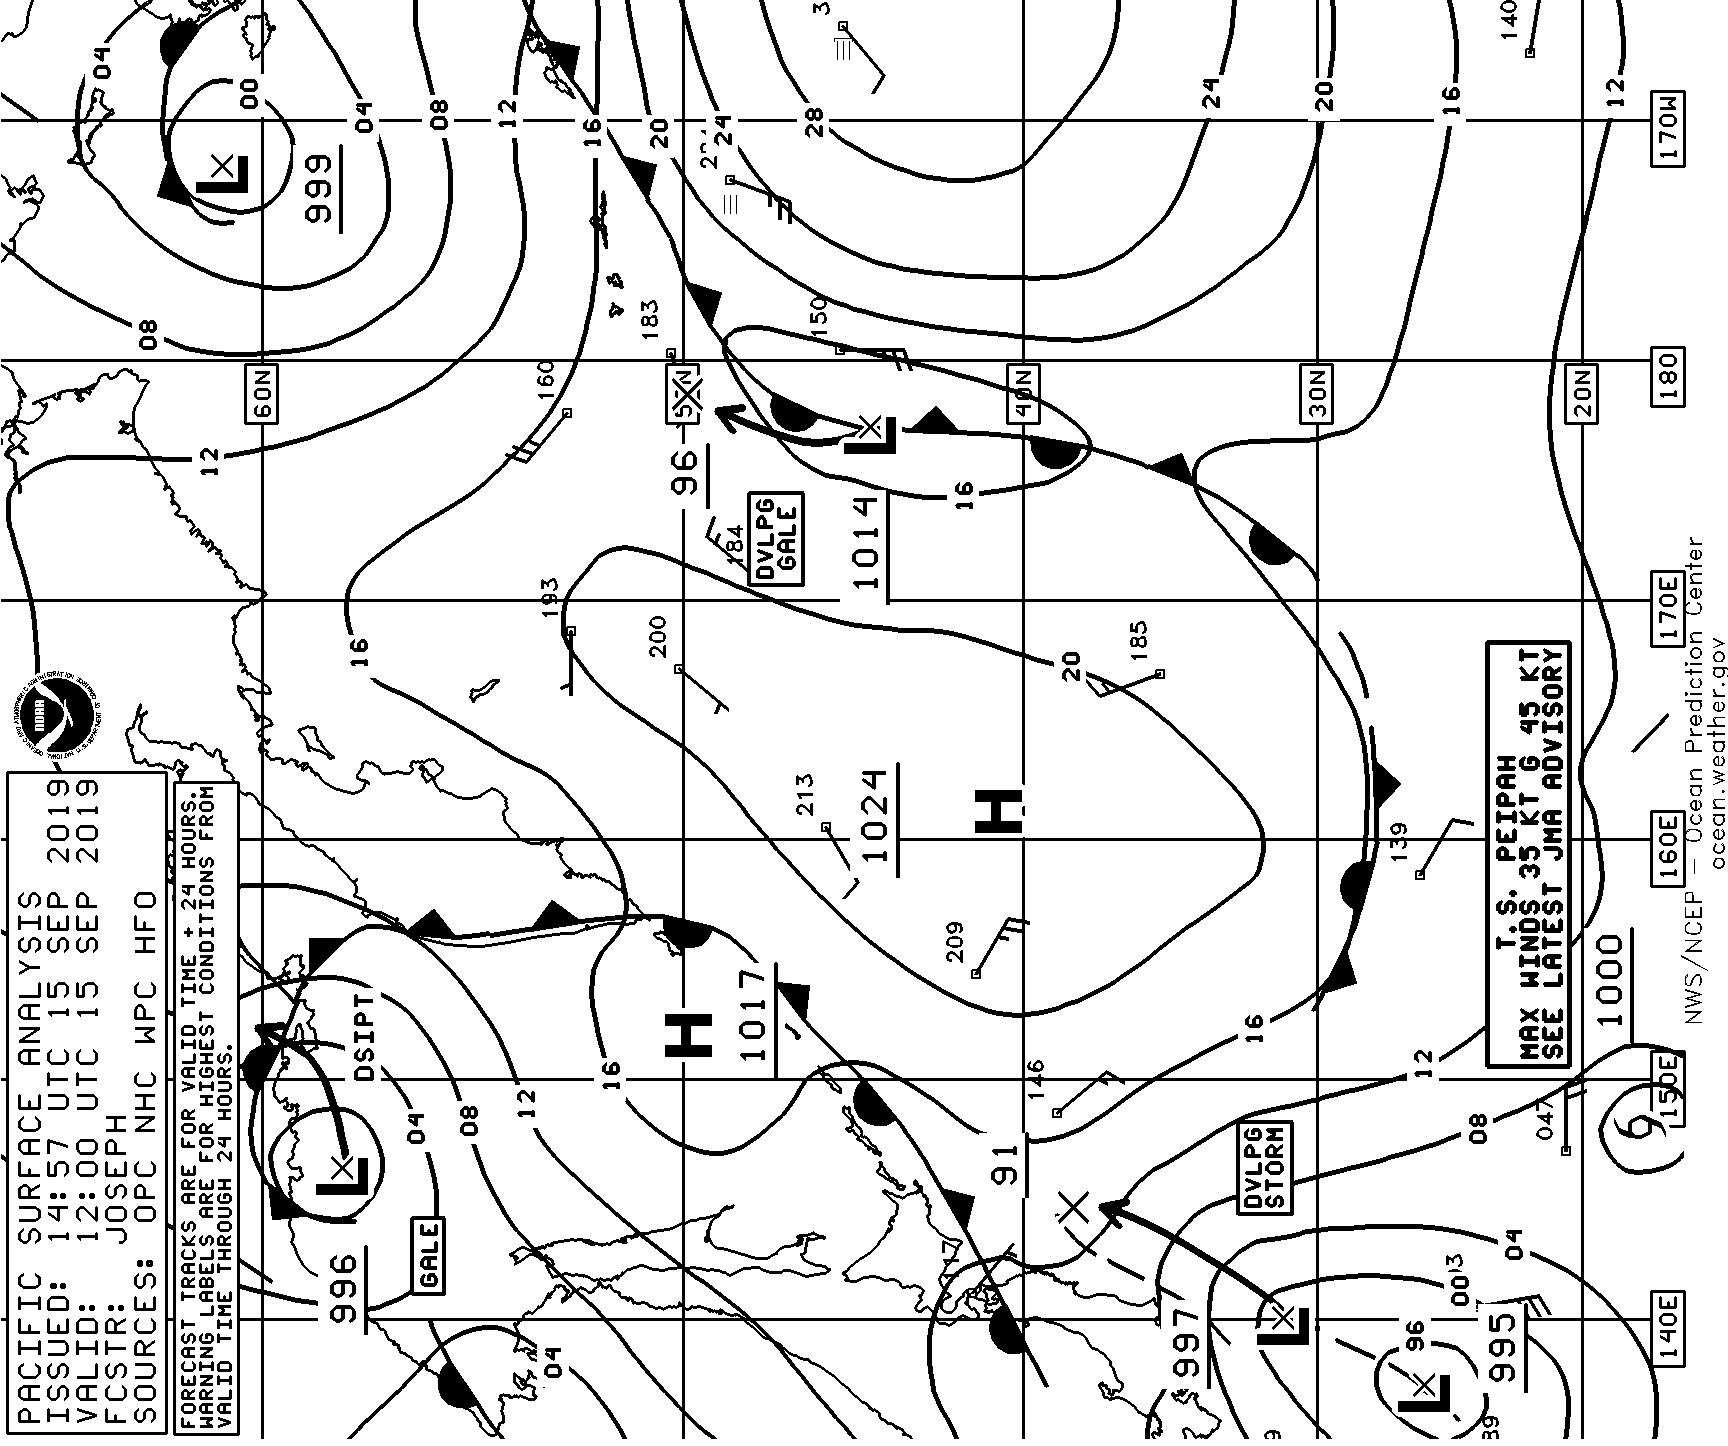 PACIFIC SURFACE ANALYSIS
ISSUED: 14:57 UTC 15 SEP 2019
VALID: 12:00 UTC 15 SEP 2019
FCSTR: JOSEPH
SOURCES: OPC NHC WPC HFO
FORECAST TRACKS ARE FOR VALID TIME + 24 HOURS.
WARNING LABELS ARE FOR HIGHEST CONDITIONS FROM
VALID TIME THROUGH 24 HOURS.
NOAA
04
00
04
08
12
16
20
24
28
24
20
16
12
140
170W
999
08
183
150
160
60N
40N
30N
20N
180
12
96
184
DVLPG
GALE
1014
16
193
200
16
20
185
170E
213
1024
H
139
160E
209
T.S. PEIPAH
MAX WINDS 35 KT G 45 KT
SEE LATEST JMA ADVISORY
1000
H
1017
DSIPT
16
146
16
12
04
08
12
L
91
DVLPG
STORM
08
047
150E
996
GALE
04
997
L
00
04
995
96
L
140E
04
L
L
NWS/NCEP – Ocean Prediction Center
ocean.weather.gov